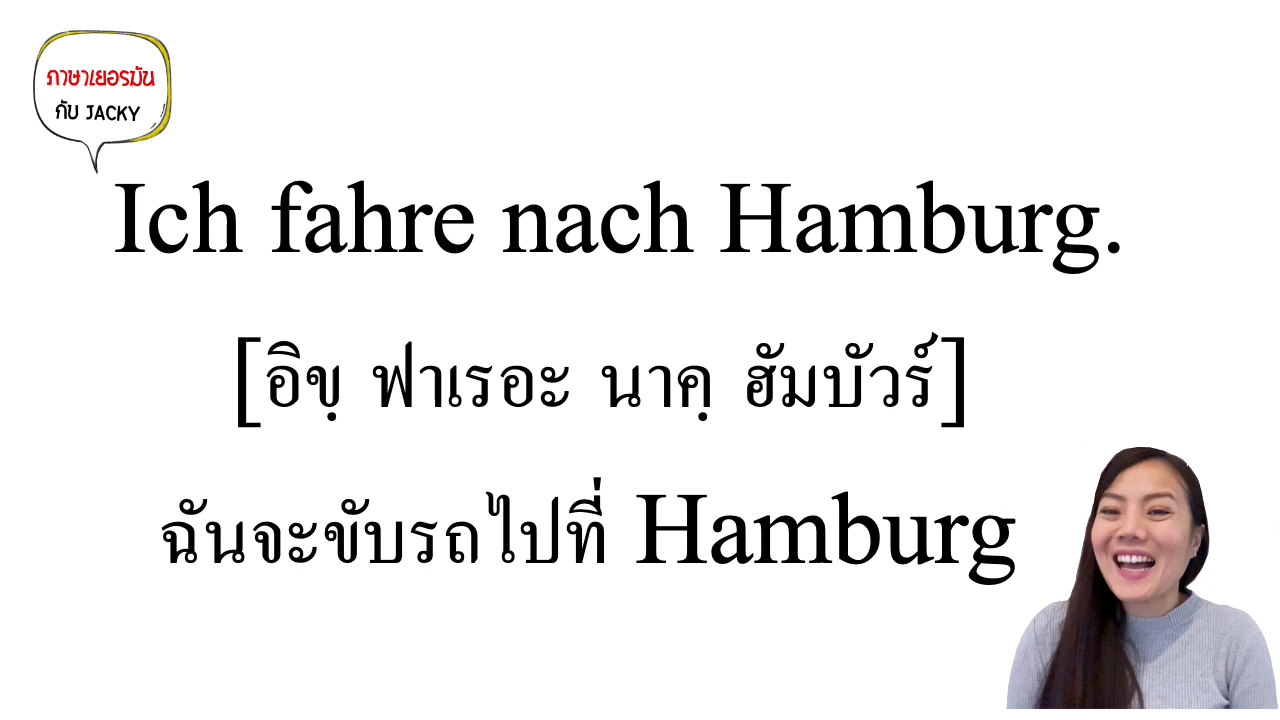 ภาษาเยอรมัน
กับ JACKY
Ich fahre nach Hamburg.
[อิขฺ ฟาเรอะ นาคฺ ฮัมบัวร์]
ฉันจะขับรถไปที่ Hamburg